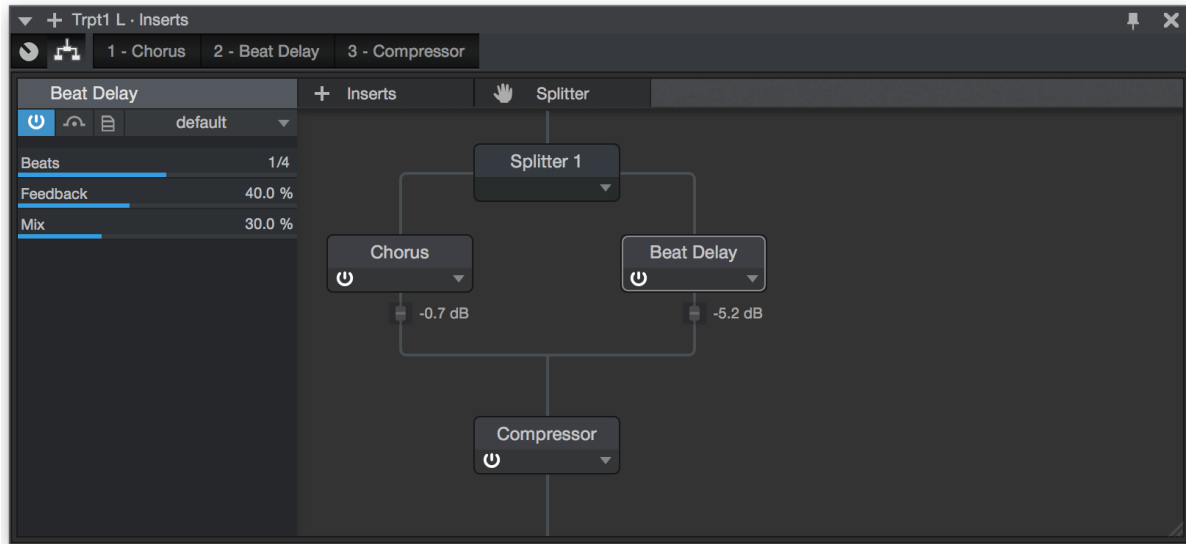 Trpt1 L · Inserts
1 - Chorus 2 - Beat Delay 3 - Compressor
Beat Delay
Inserts Splitter
default
Beats 1/4
Feedback 40.0 %
Mix 30.0 %
Splitter 1
Chorus Beat Delay
-0.7 dB -5.2 dB
Compressor